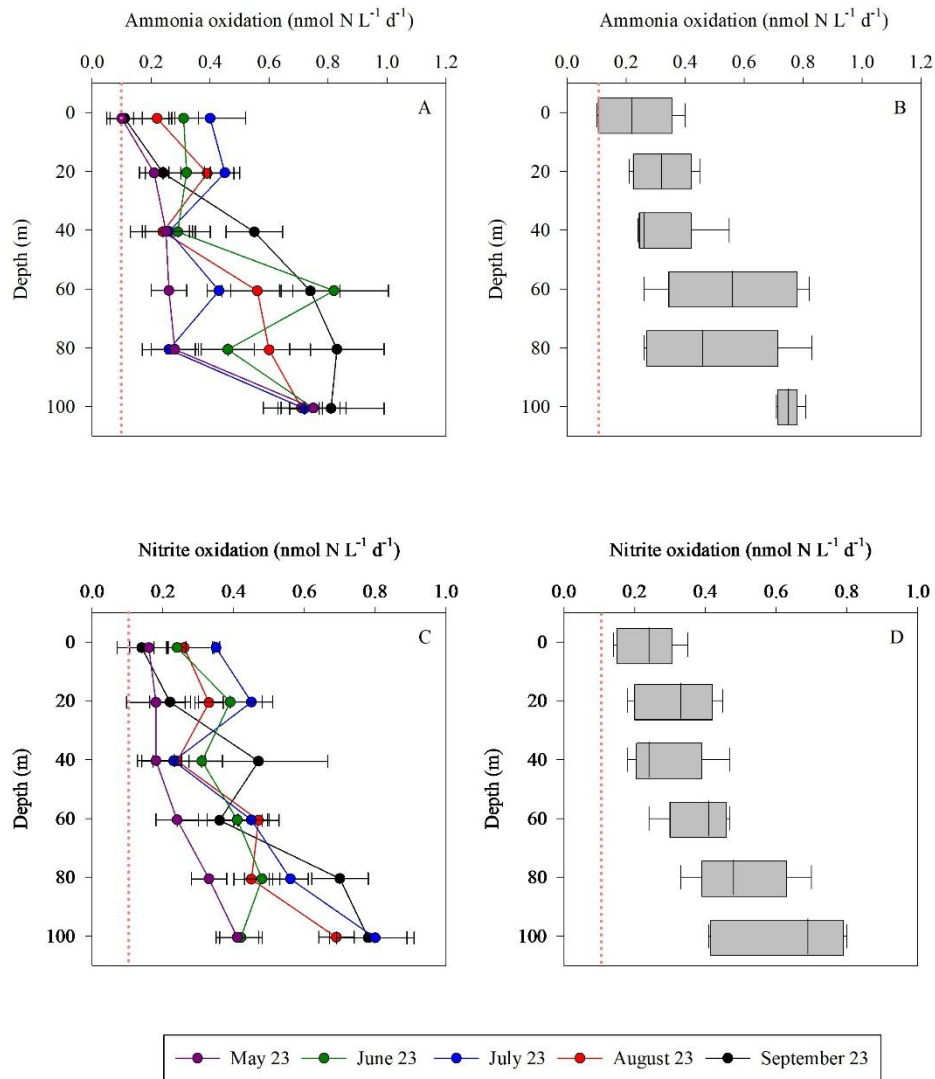 Ammonia oxidation (nmol N L⁻¹ d⁻¹)
0.0 0.2 0.4 0.6 0.8 1.0 1.2
A
Depth (m)
0
20
40
60
80
100
Ammonia oxidation (nmol N L⁻¹ d⁻¹)
0.0 0.2 0.4 0.6 0.8 1.0 1.2
B
Depth (m)
0
20
40
60
80
100
Nitrite oxidation (nmol N L⁻¹ d⁻¹)
0.0 0.2 0.4 0.6 0.8 1.0
C
Depth (m)
0
20
40
60
80
100
Nitrite oxidation (nmol N L⁻¹ d⁻¹)
0.0 0.2 0.4 0.6 0.8 1.0
D
Depth (m)
0
20
40
60
80
100
May 23 June 23 July 23 August 23 September 23